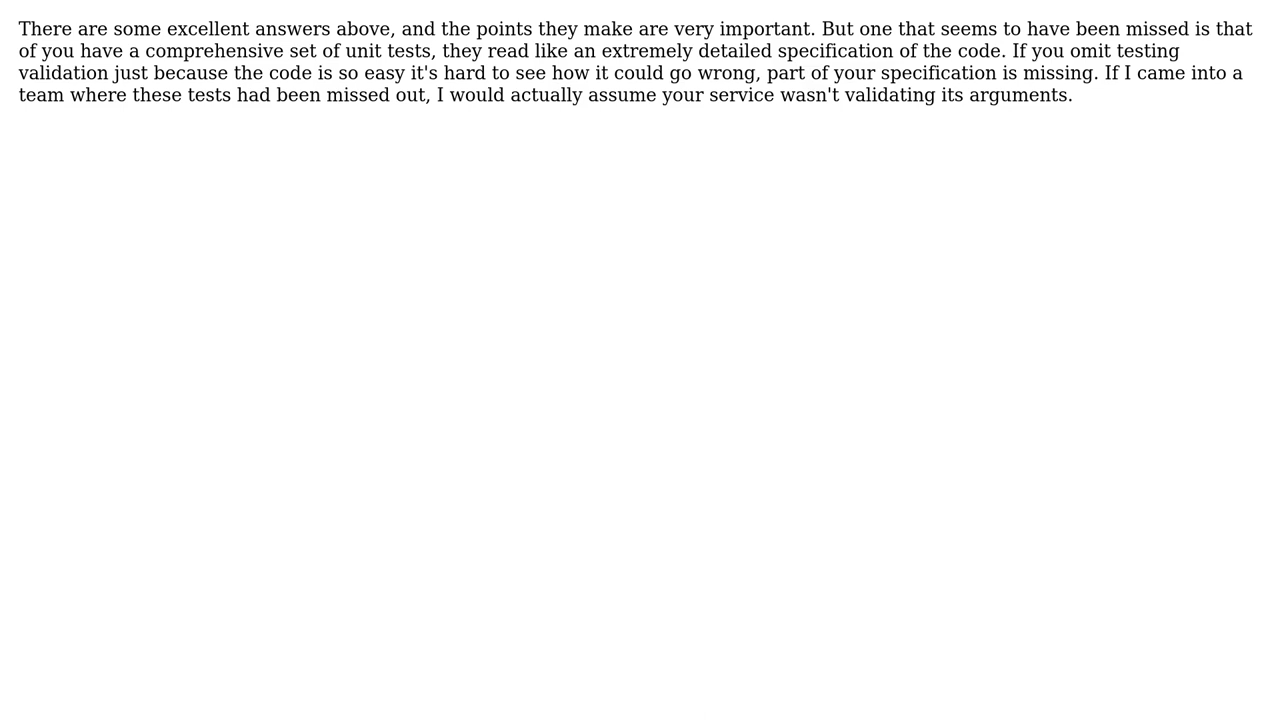 There are some excellent answers above, and the points they make are very important. But one that seems to have been missed is that
of you have a comprehensive set of unit tests, they read like an extremely detailed specification of the code. If you omit testing
validation just because the code is so easy it's hard to see how it could go wrong, part of your specification is missing. If I came into a
team where these tests had been missed out, I would actually assume your service wasn't validating its arguments.